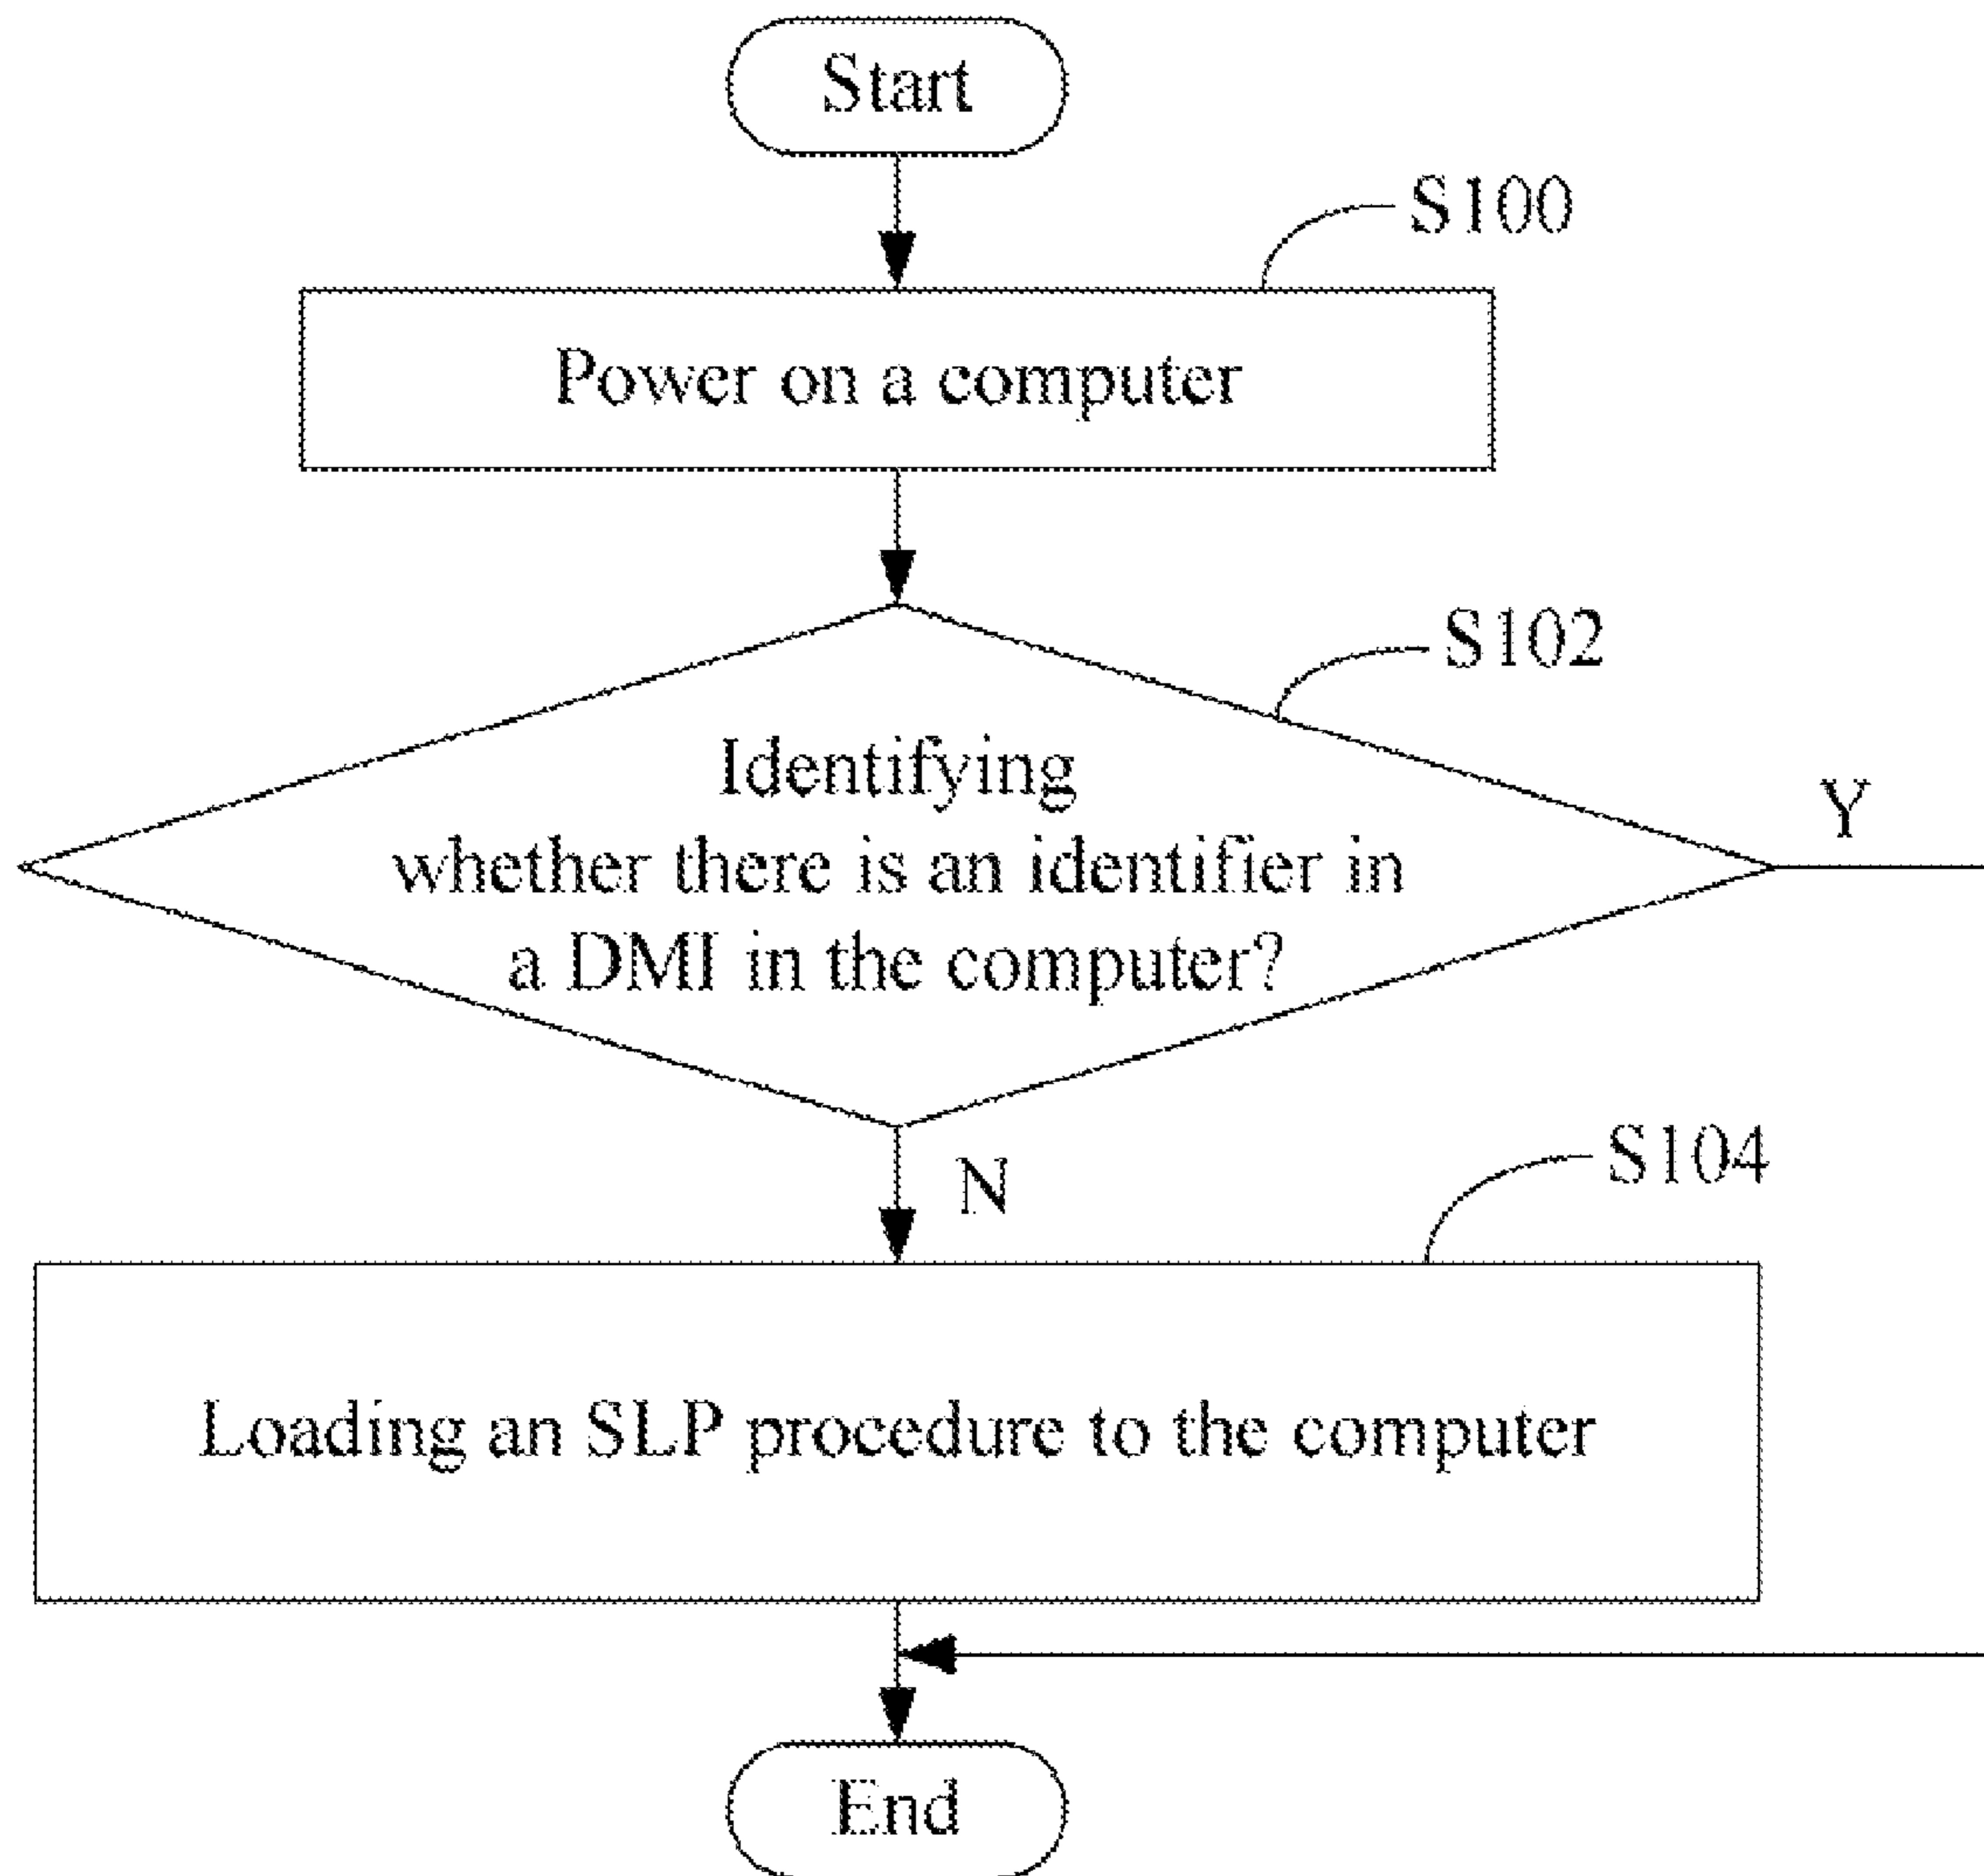 Start
S100
Power on a computer
S102
Identifying
whether there is an identifier in
a DMI in the computer?
Y
N
S104
Loading an SLP procedure to the computer
End